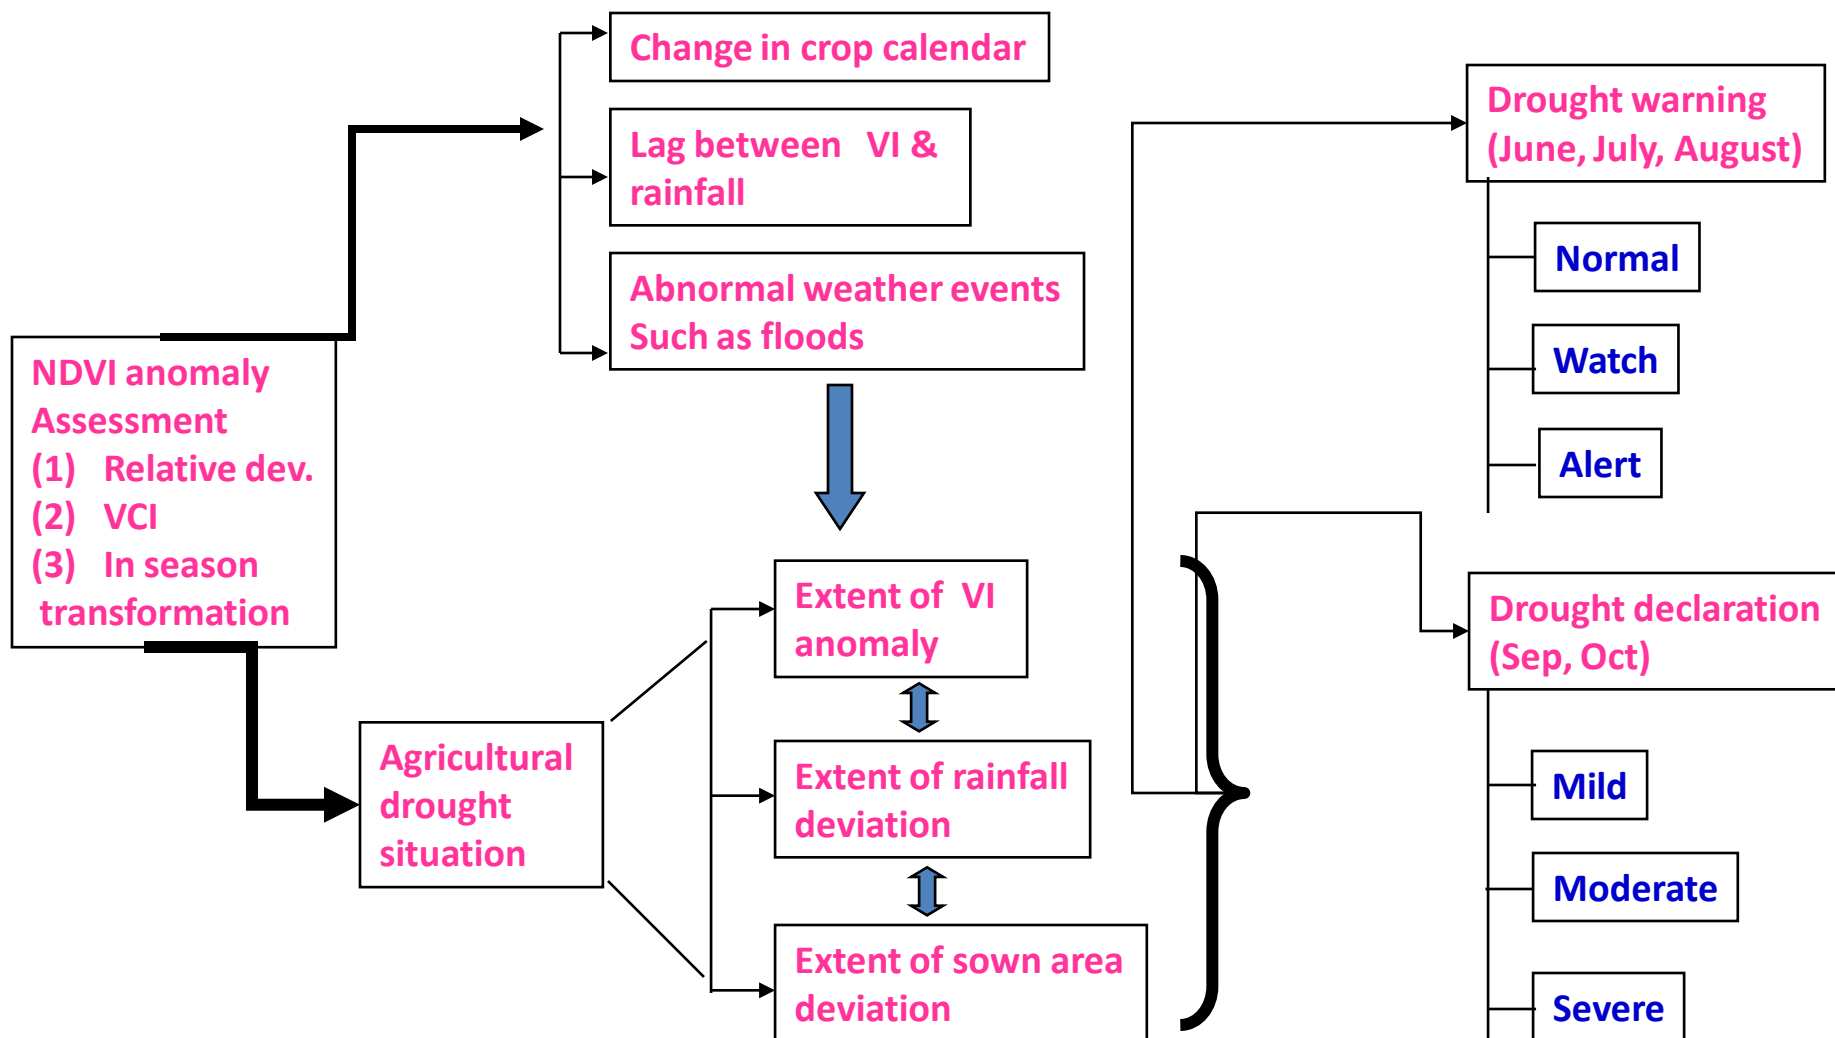 Change in crop calendar
Lag between VI &
rainfall
Abnormal weather events
Such as floods
NDVI anomaly
Assessment
(1) Relative dev.
(2) VCI
(3) In season
transformation
Agricultural
drought
situation
Extent of VI
anomaly
Extent of rainfall
deviation
Extent of sown area
deviation
Drought warning
(June, July, August)
Normal
Watch
Alert
Drought declaration
(Sep, Oct)
Mild
Moderate
Severe